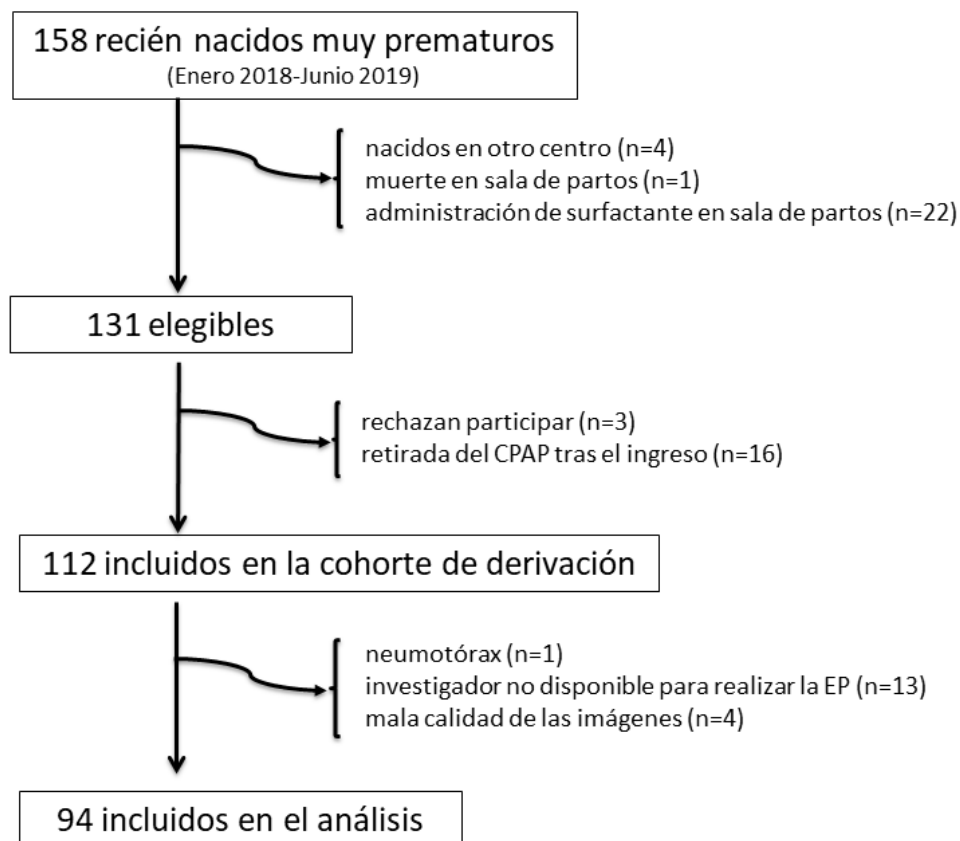 158 recién nacidos muy prematuros
(Enero 2018-Junio 2019)
nacidos en otro centro (n=4)
muerte en sala de partos (n=1)
administración de surfactante en sala de partos (n=22)
131 elegibles
rechazan participar (n=3)
retirada del CPAP tras el ingreso (n=16)
112 incluidos en la cohorte de derivación
neumotórax (n=1)
investigador no disponible para realizar la EP (n=13)
mala calidad de las imágenes (n=4)
94 incluidos en el análisis